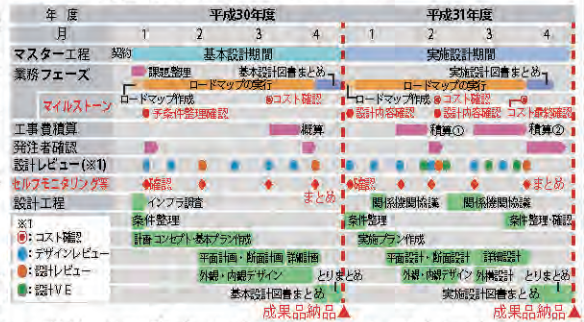 年 度 平成30年度 平成31年度
月 1 2 3 4 1 2 3 4
マスター工程 契約 基本設計期間 実施設計期間
業務フェーズ 課題整理 基本設計図書まとめ 実施設計図書まとめ
ロードマップの実行 ロードマップの実行
ロードマップ作成 コスト確認 ロードマップ作成 コスト確認
マイルストーン 予条件整理確認 設計内容確認 設計内容確認 コスト最終確認
工事費積算 概算 積算① 積算②
発注者確認
設計レビュー(※1)
セルフモニタリング等 確認 まとめ 確認 まとめ
設計工程 インフラ調査 関係機関協議 関係機関協議
※1 条件整理 条件整理 条件整理・確認
:コスト確認 計画コンセプト・基本プラン作成 実施プラン作成
:デザインレビュー 平面計画・断面計画 詳細計画 平面設計・断面設計 詳細設計
:設計レビュー 外観・内観デザイン とりまとめ 外観・内観デザイン 外構設計 とりまとめ
:設計VE 基本設計図書まとめ 実施設計図書まとめ
成果品納品 成果品納品